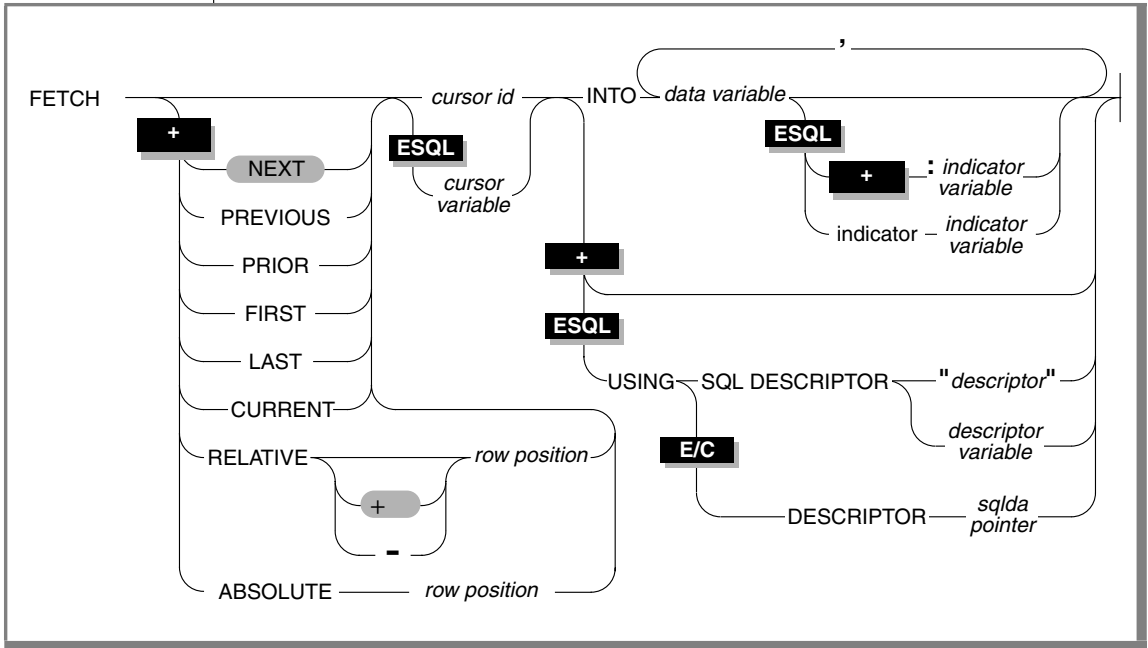 ,
FETCH cursor id INTO data variable
+ ESQL ESQL
NEXT cursor variable + : indicator variable
PREVIOUS indicator indicator variable
PRIOR +
FIRST ESQL
LAST USING SQL DESCRIPTOR "descriptor"
CURRENT descriptor variable
RELATIVE row position E/C
+ DESCRIPTOR sqlda pointer
-
ABSOLUTE row position